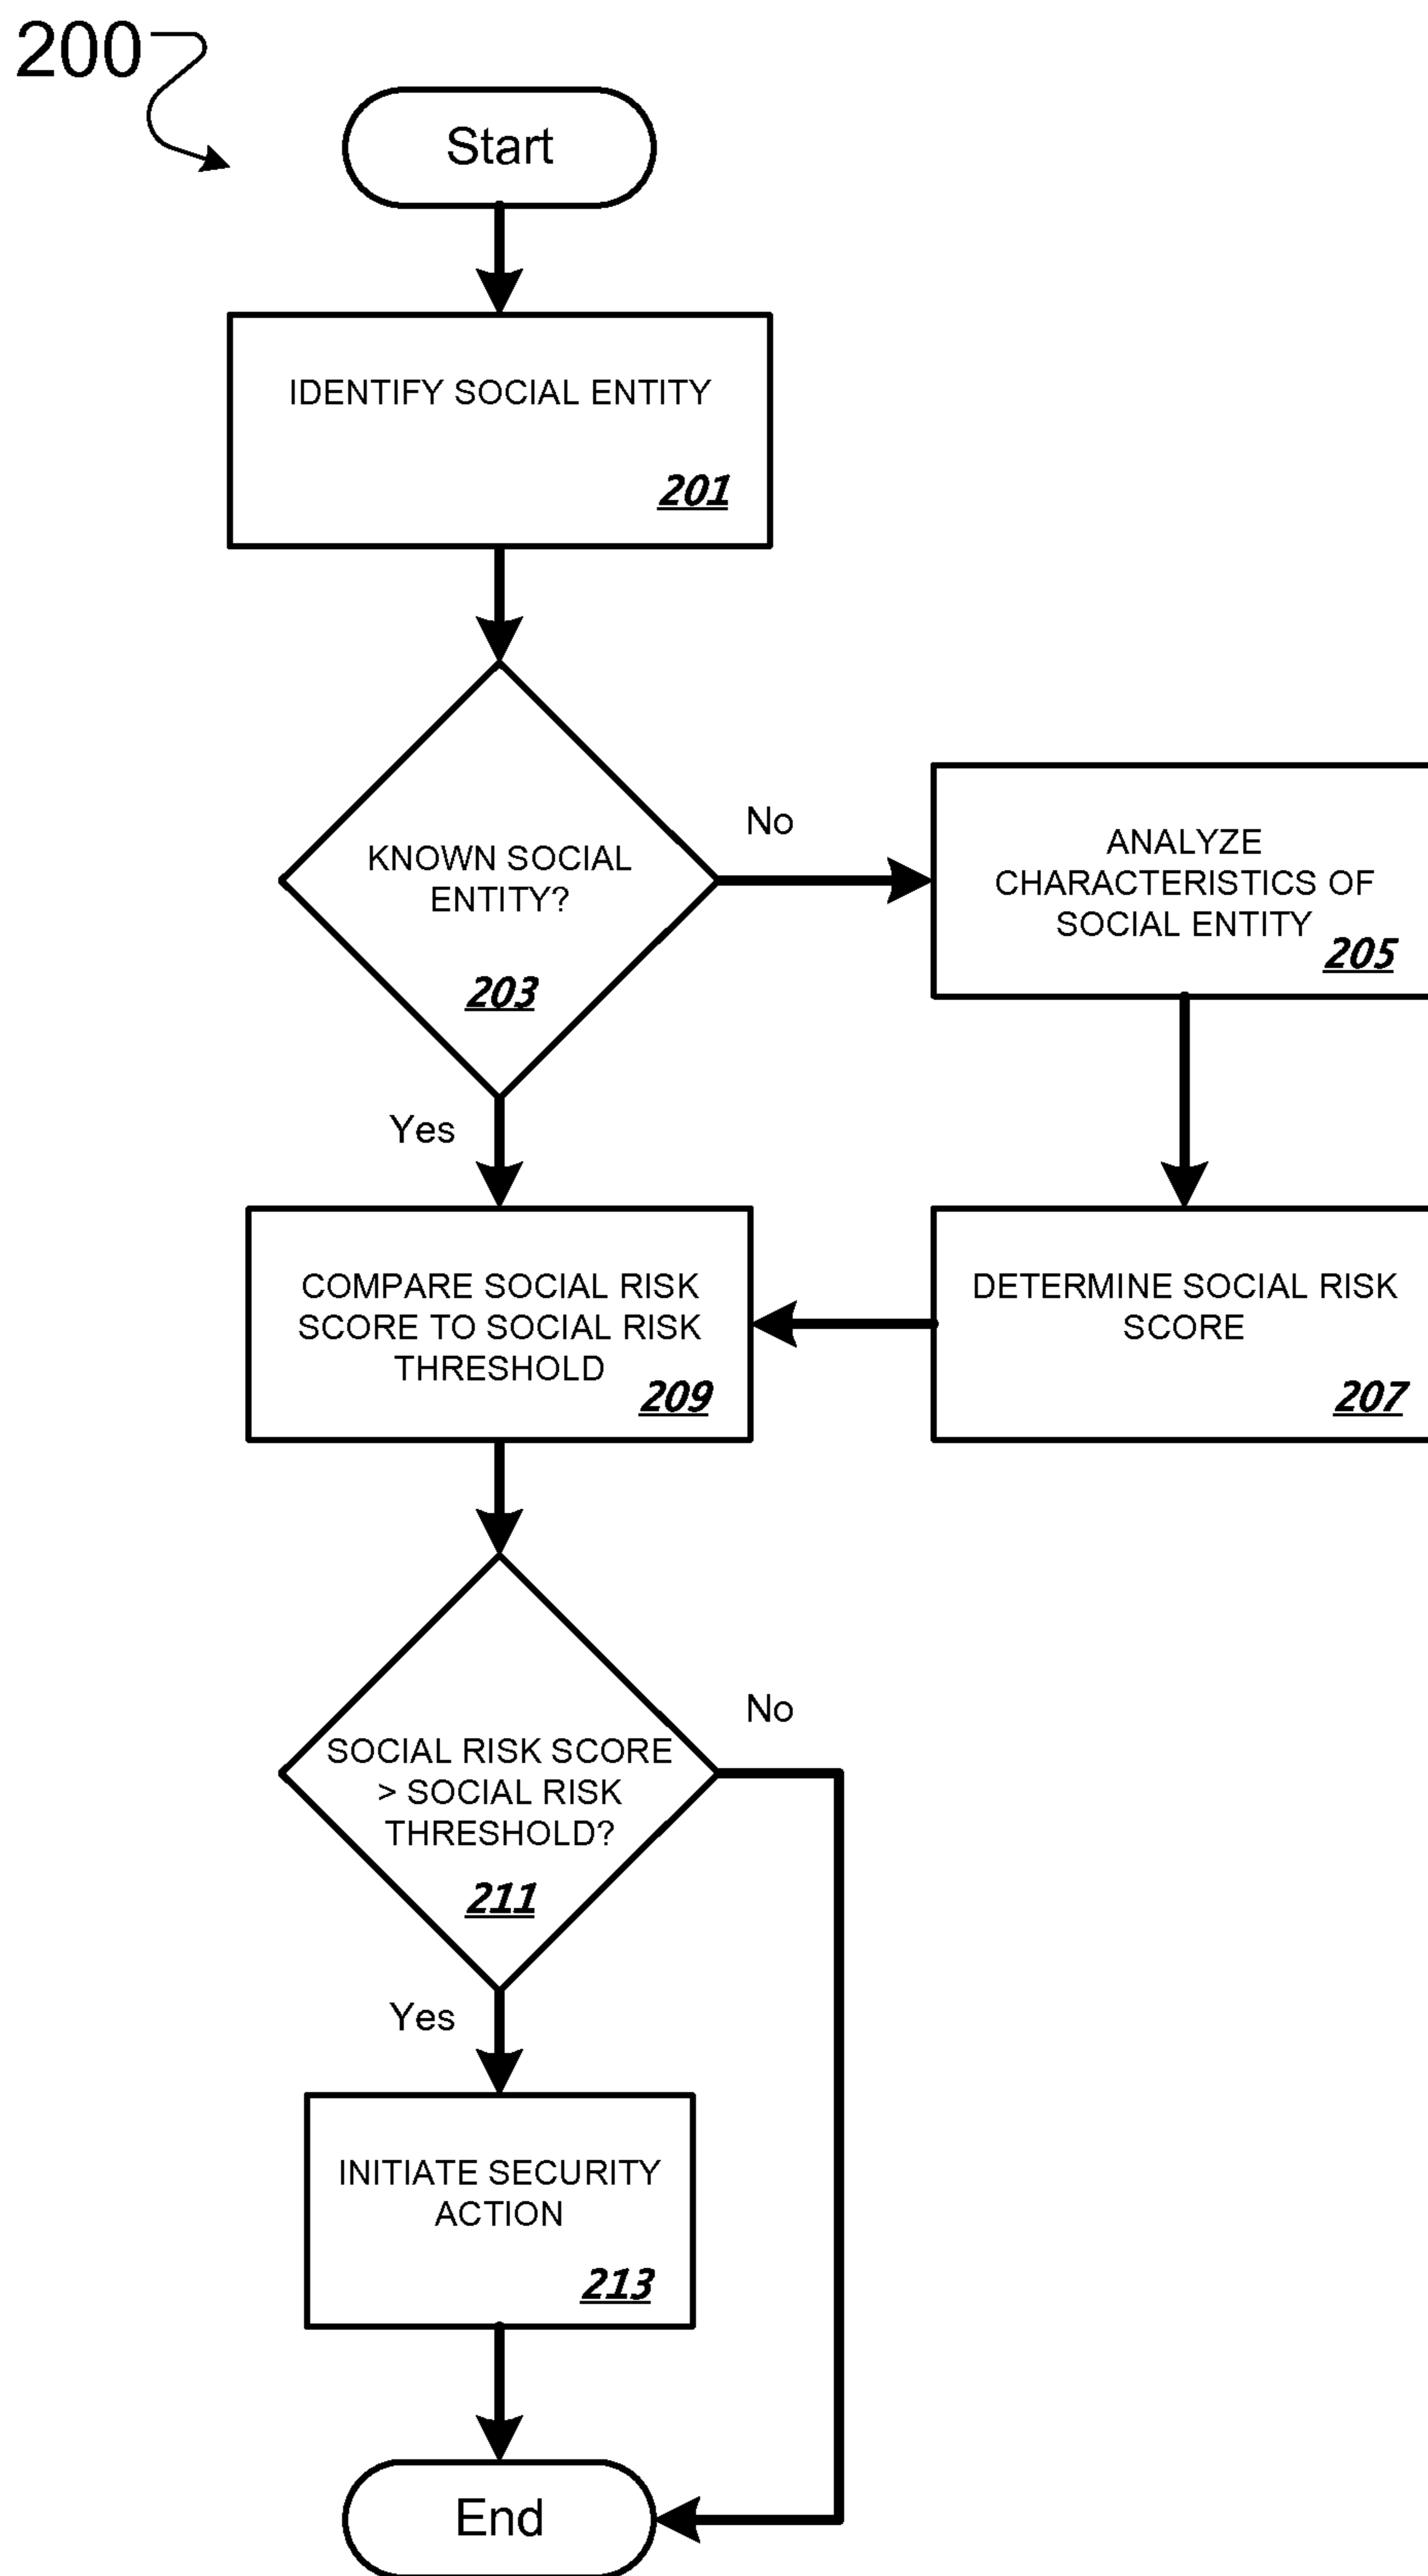 200
Start
IDENTIFY SOCIAL ENTITY
201
KNOWN SOCIAL
ENTITY?
203
No
ANALYZE
CHARACTERISTICS OF
SOCIAL ENTITY
205
Yes
COMPARE SOCIAL RISK
SCORE TO SOCIAL RISK
THRESHOLD
209
DETERMINE SOCIAL RISK
SCORE
207
SOCIAL RISK SCORE
> SOCIAL RISK
THRESHOLD?
211
No
Yes
INITIATE SECURITY
ACTION
213
End